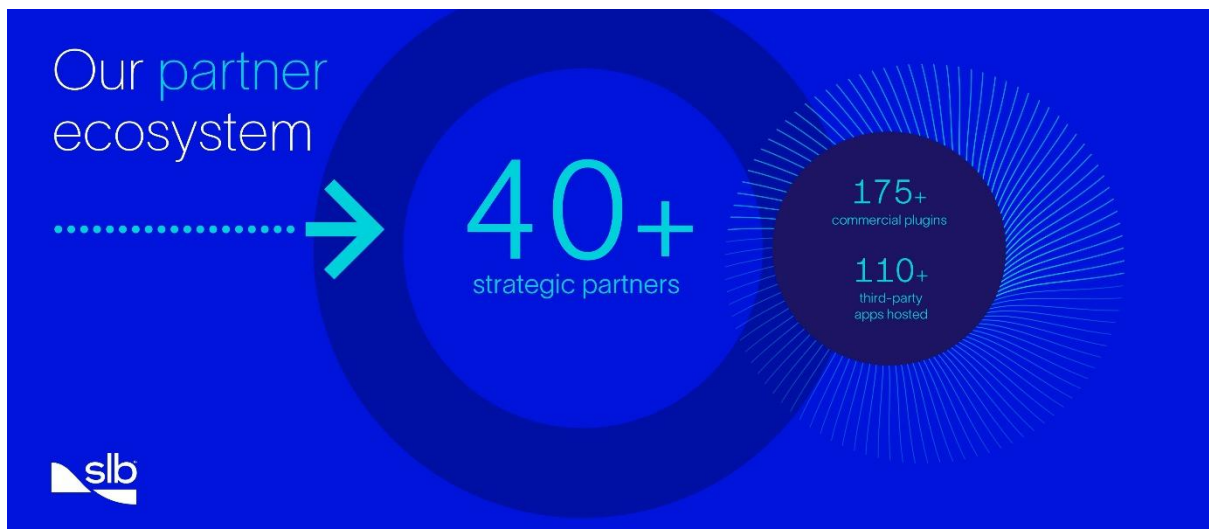 Our partner
ecosystem
40+
strategic partners
175+
commercial plugins
110+
third-party
apps hosted
slb